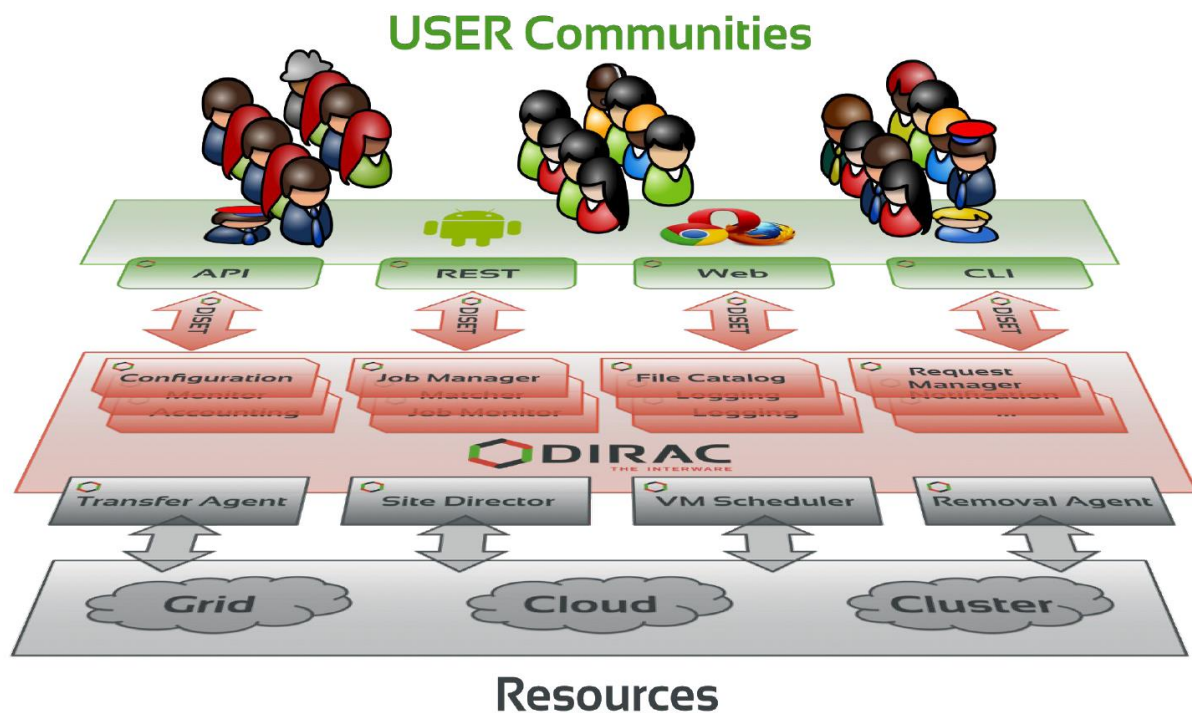 USER Communities
API
REST
Web
CLI
DISET
DISET
DISET
DISET
Configuration
Monitor
Accounting
Job Manager
Matcher
Job Monitor
File Catalog
Logging
Logging
Request
Manager
Notification
...
DIRAC
THE INTERWARE
Transfer Agent
Site Director
VM Scheduler
Removal Agent
Grid
Cloud
Cluster
Resources